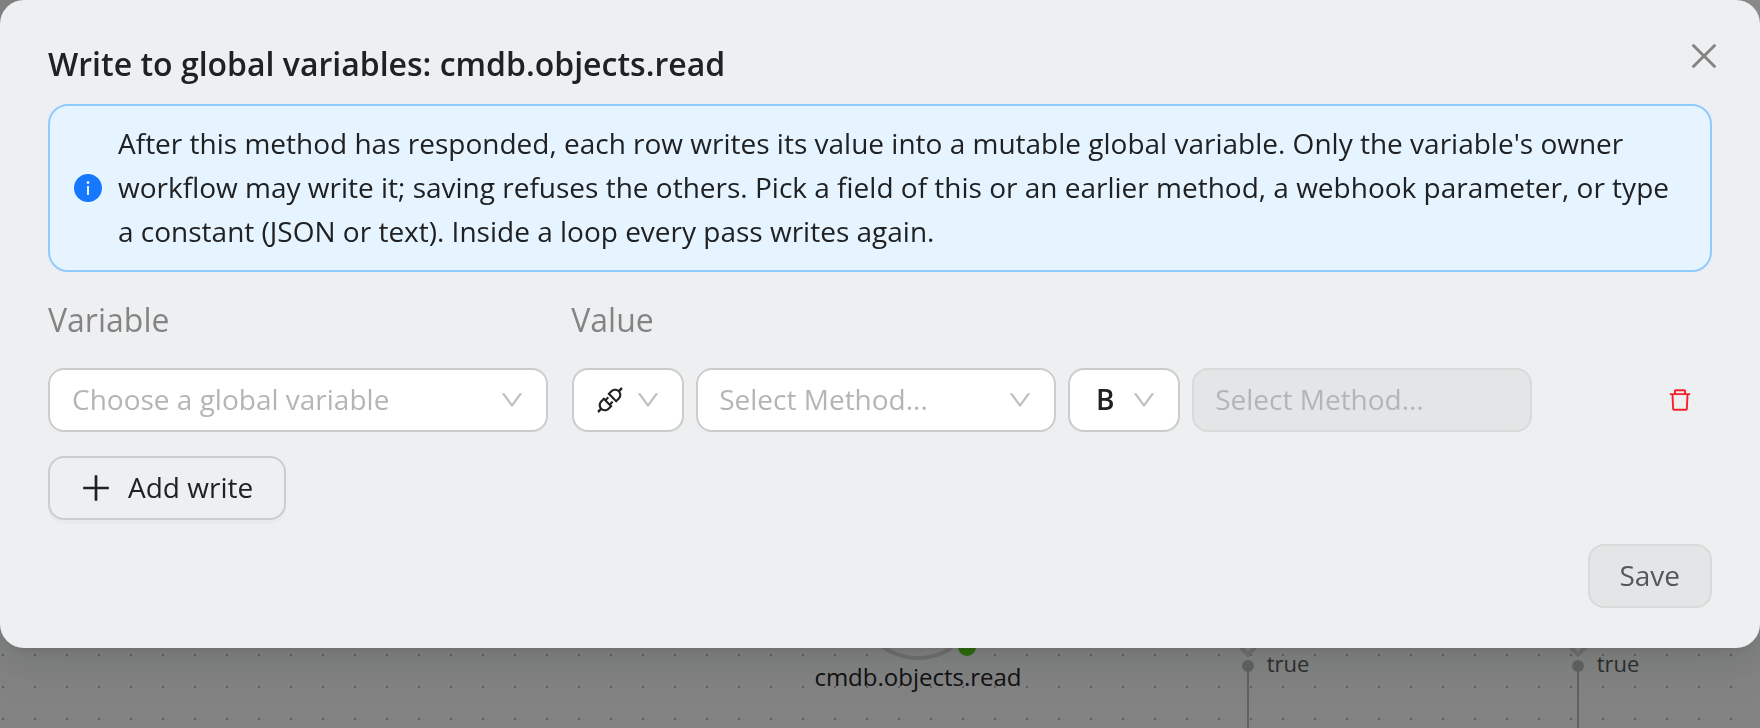 Write to global variables: cmdb.objects.read
After this method has responded, each row writes its value into a mutable global variable. Only the variable's owner
workflow may write it; saving refuses the others. Pick a field of this or an earlier method, a webhook parameter, or type
a constant (JSON or text). Inside a loop every pass writes again.
Variable Value
Choose a global variable Select Method... B Select Method...
Add write
Save
cmdb.objects.read true true